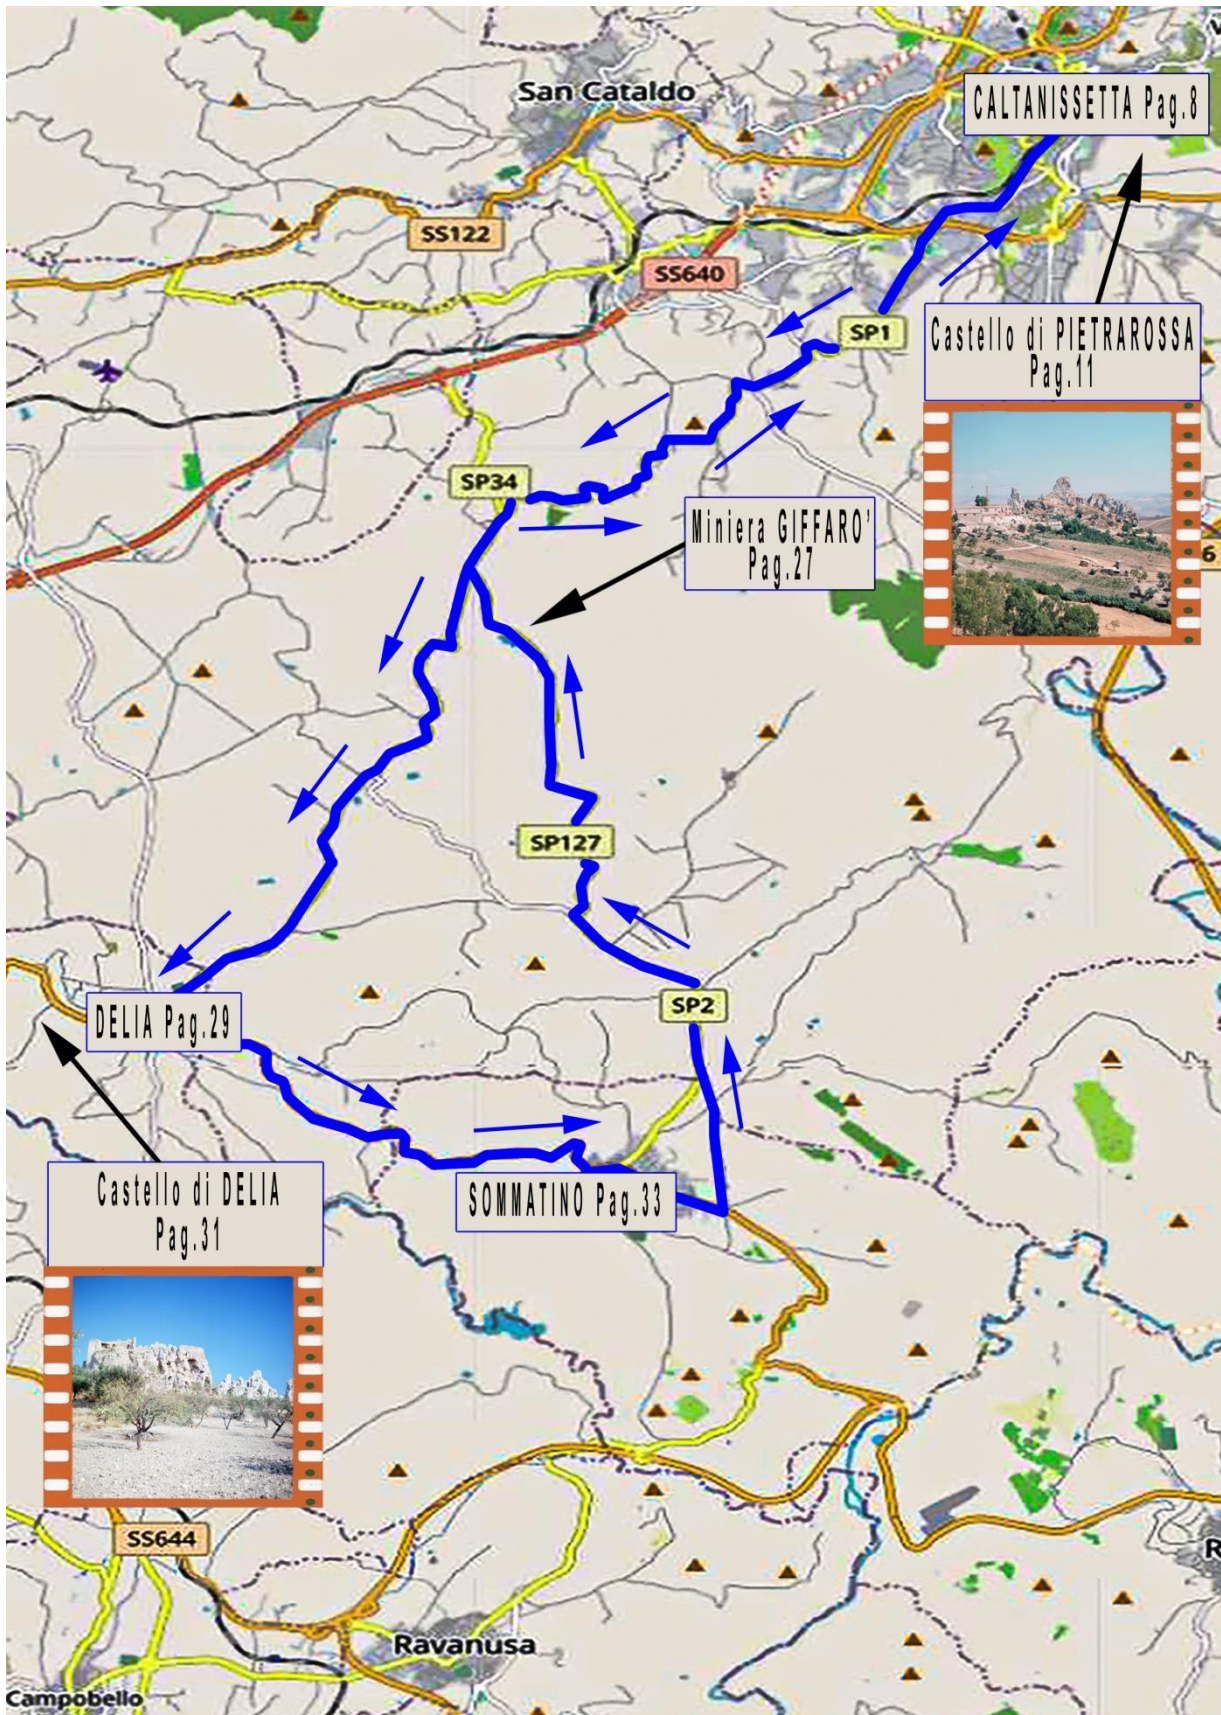 San Cataldo
CALTANISSETTA Pag.8
SS122
SS640
SP1
Castello di PIETRAROSSA
Pag.11
SP34
Miniera GIFFARO'
Pag.27
6
SP127
SP2
DELIA Pag.29
Castello di DELIA
Pag.31
SOMMATINO Pag.33
SS644
R
Ravanusa
Campobello